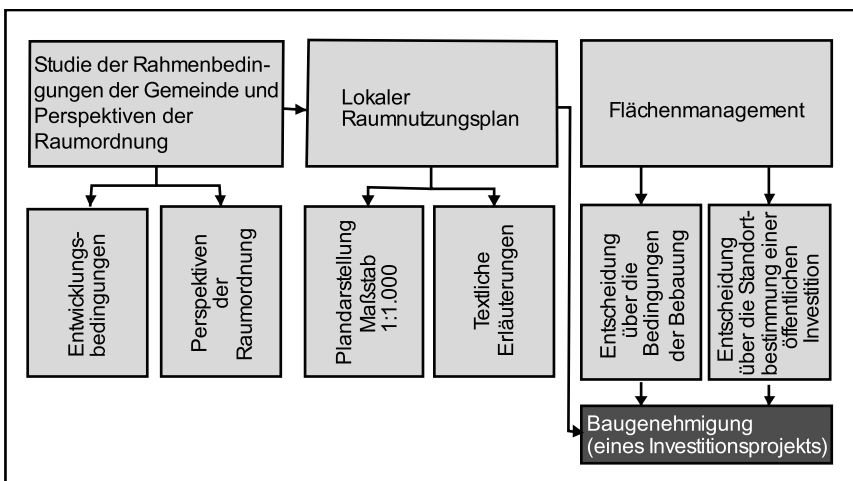 Studie der Rahmenbedin-
gungen der Gemeinde und
Perspektiven der
Raumordnung
Lokaler
Raumnutzungsplan
Flächenmanagement
Entwicklungs-
bedingungen
Perspektiven
der
Raumordnung
Plandarstellung
Maßstab
1:1.000
Textliche
Erläuterungen
Entscheidung
über die
Bedingungen
der Bebauung
Entscheidung
über die Standort-
bestimmung einer
öffentlichen
Investition
Baugenehmigung
(eines Investitionsprojekts)